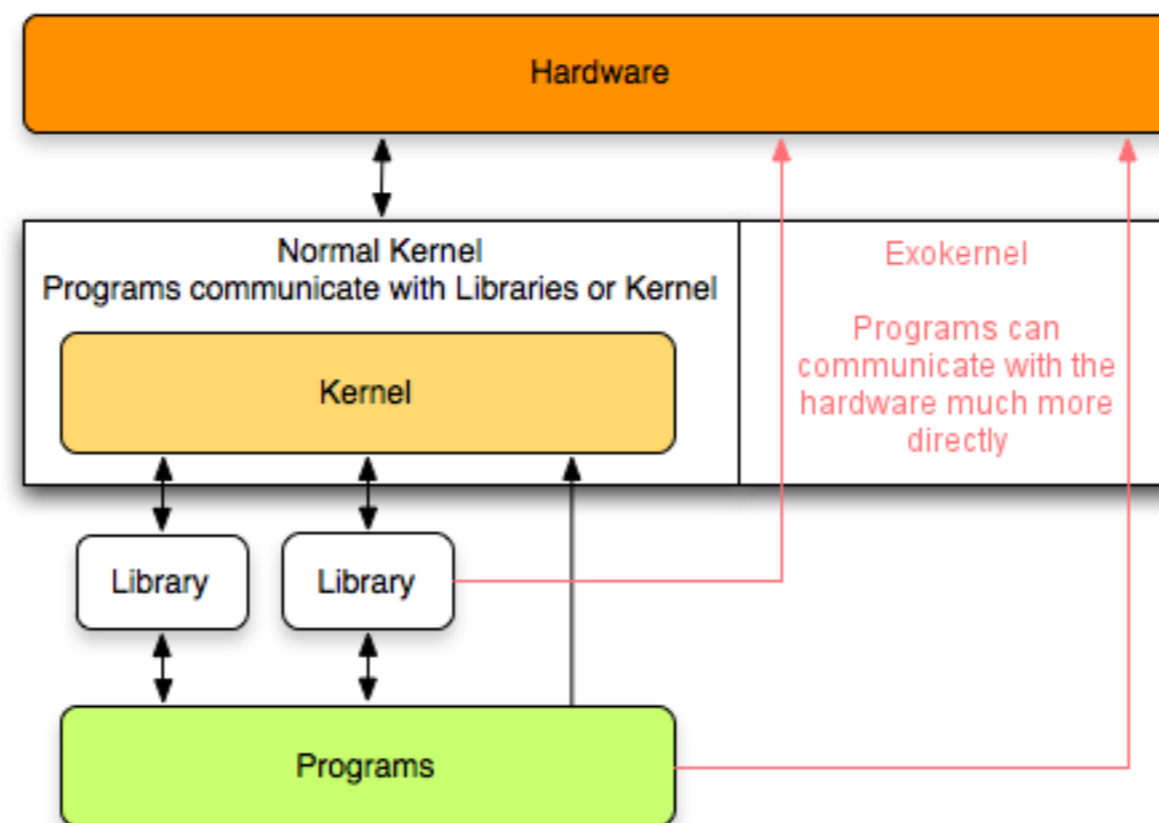 Hardware
Normal Kernel
Programs communicate with Libraries or Kernel
Kernel
Exokernel
Programs can
communicate with the
hardware much more
directly
Library
Library
Programs